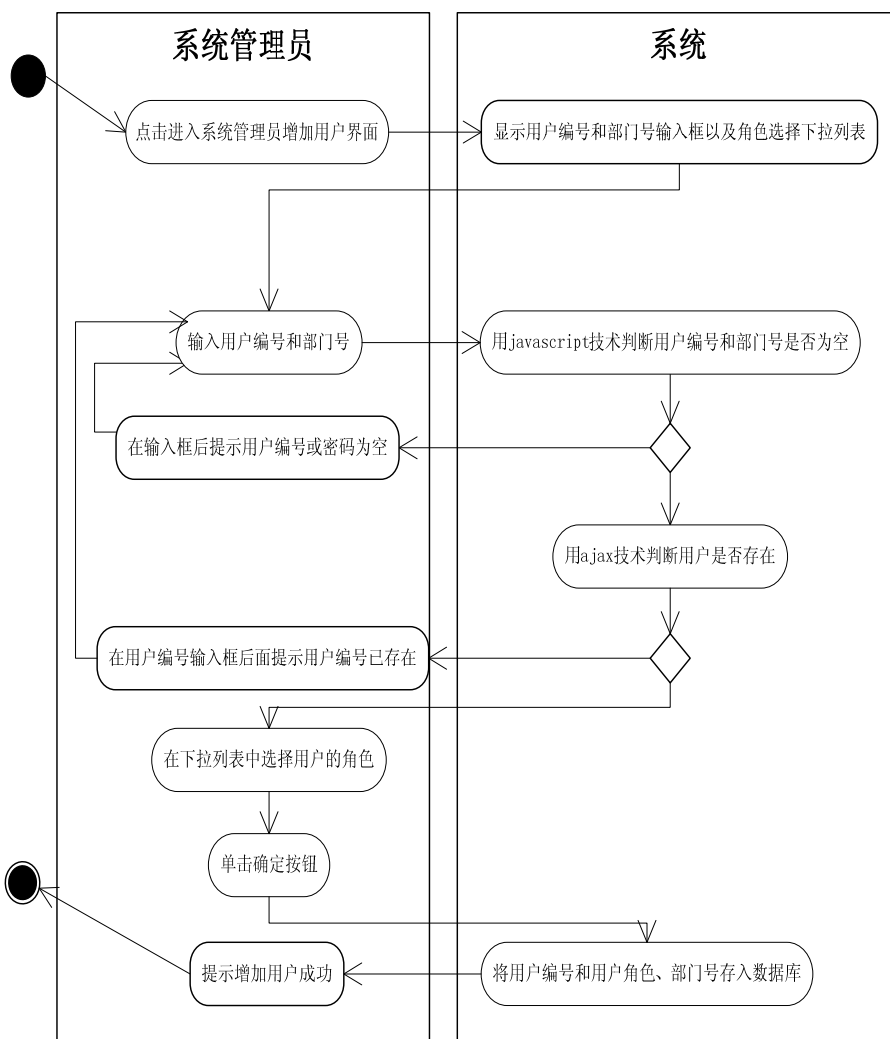 系统管理员
系统
点击进入系统管理员增加用户界面
显示用户编号和部门号输入框以及角色选择下拉列表
输入用户编号和部门号
用javascript技术判断用户编号和部门号是否为空
在输入框后提示用户编号或密码为空
用ajax技术判断用户是否存在
在用户编号输入框后面提示用户编号已存在
在下拉列表中选择用户的角色
单击确定按钮
提示增加用户成功
将用户编号和用户角色、部门号存入数据库